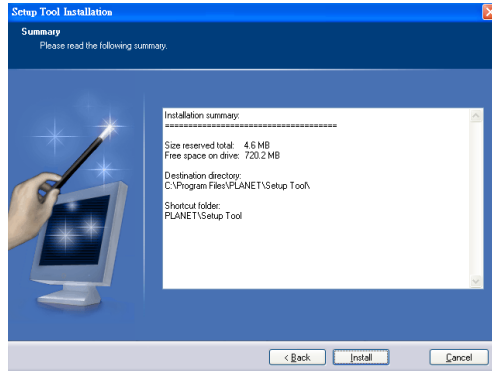 Setup Tool Installation
Summary
Please read the following summary.
Installation summary:
=====================================
Size reserved total: 4.6 MB
Free space on drive: 720.2 MB
Destination directory:
C:\Program Files\PLANET\Setup Tool\
Shortcut folder:
PLANET\Setup Tool
< Back
Install
Cancel